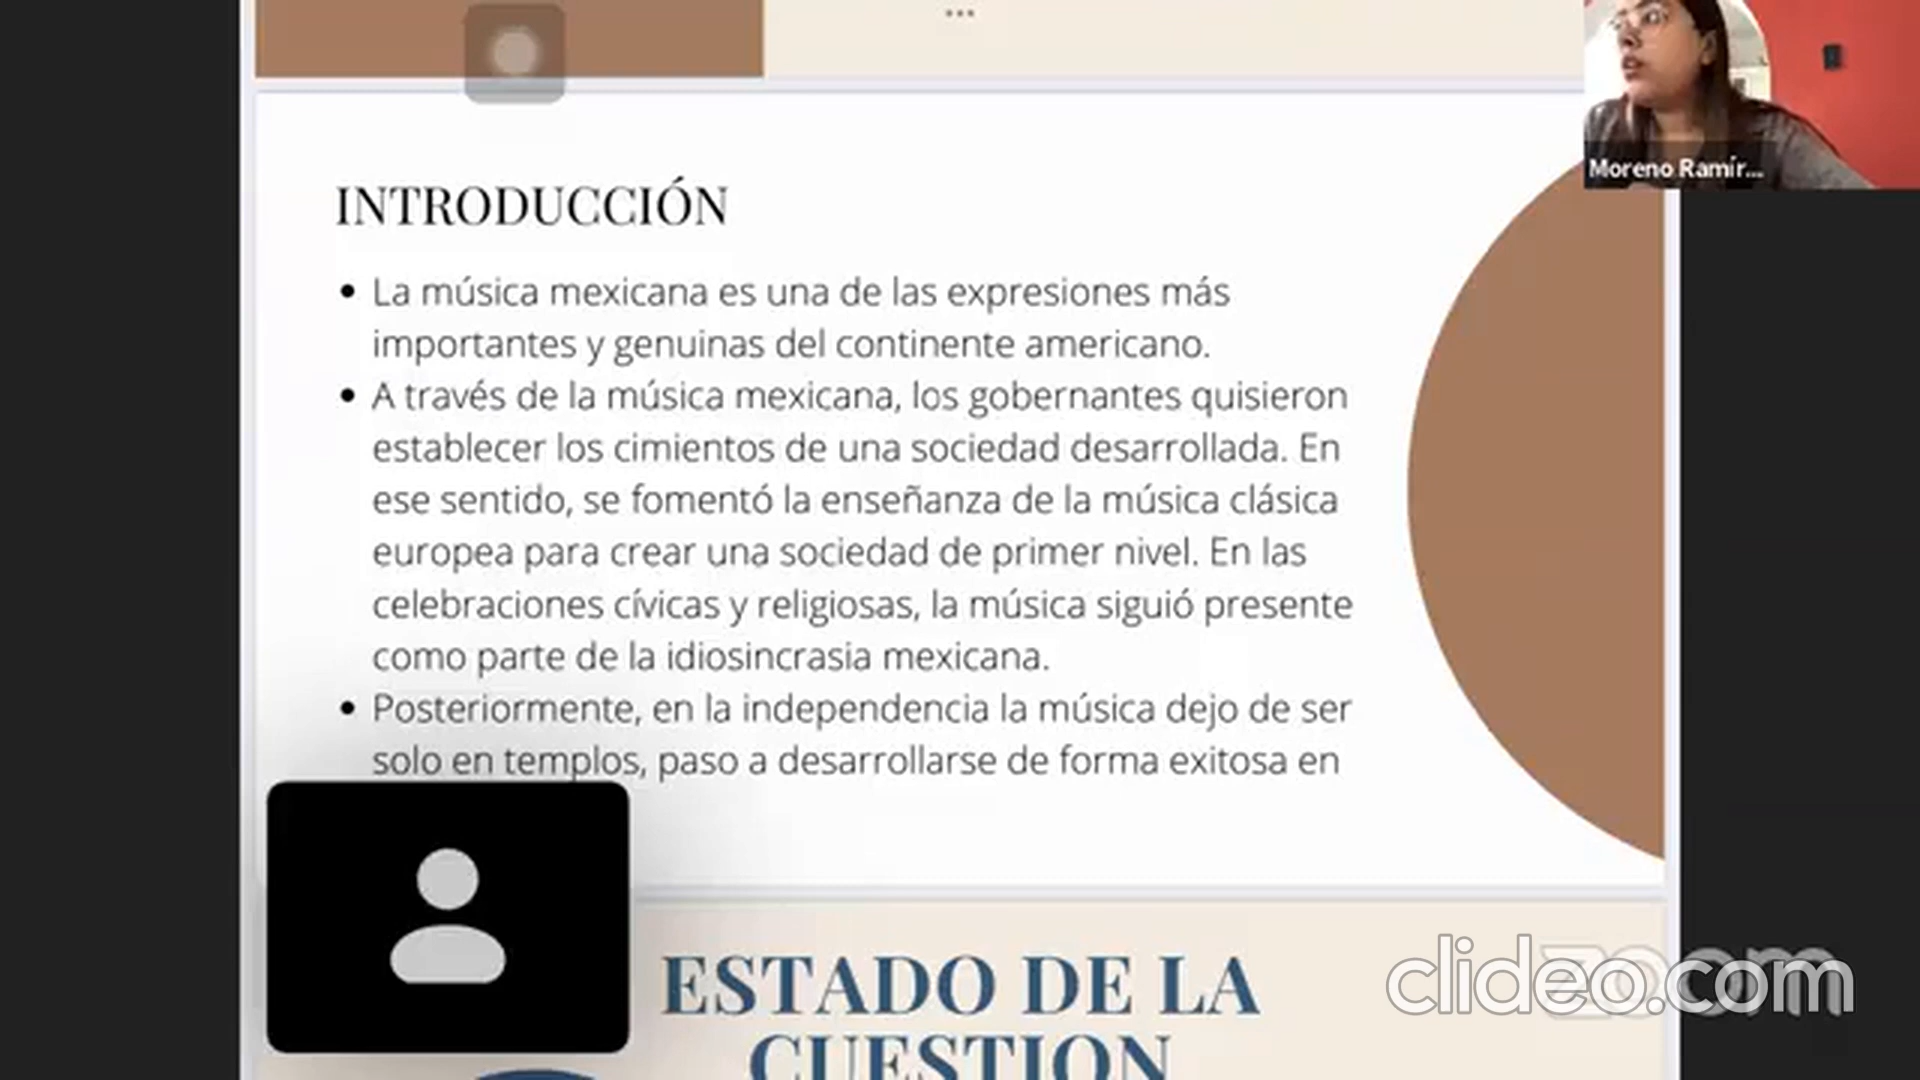 Moreno Ramír...
INTRODUCCIÓN
• La música mexicana es una de las expresiones más
importantes y genuinas del continente americano.
• A través de la música mexicana, los gobernantes quisieron
establecer los cimientos de una sociedad desarrollada. En
ese sentido, se fomentó la enseñanza de la música clásica
europea para crear una sociedad de primer nivel. En las
celebraciones cívicas y religiosas, la música siguió presente
como parte de la idiosincrasia mexicana.
• Posteriormente, en la independencia la música dejo de ser
solo en templos, paso a desarrollarse de forma exitosa en
ESTADO DE LA
CUESTION
zoom
clideo.com